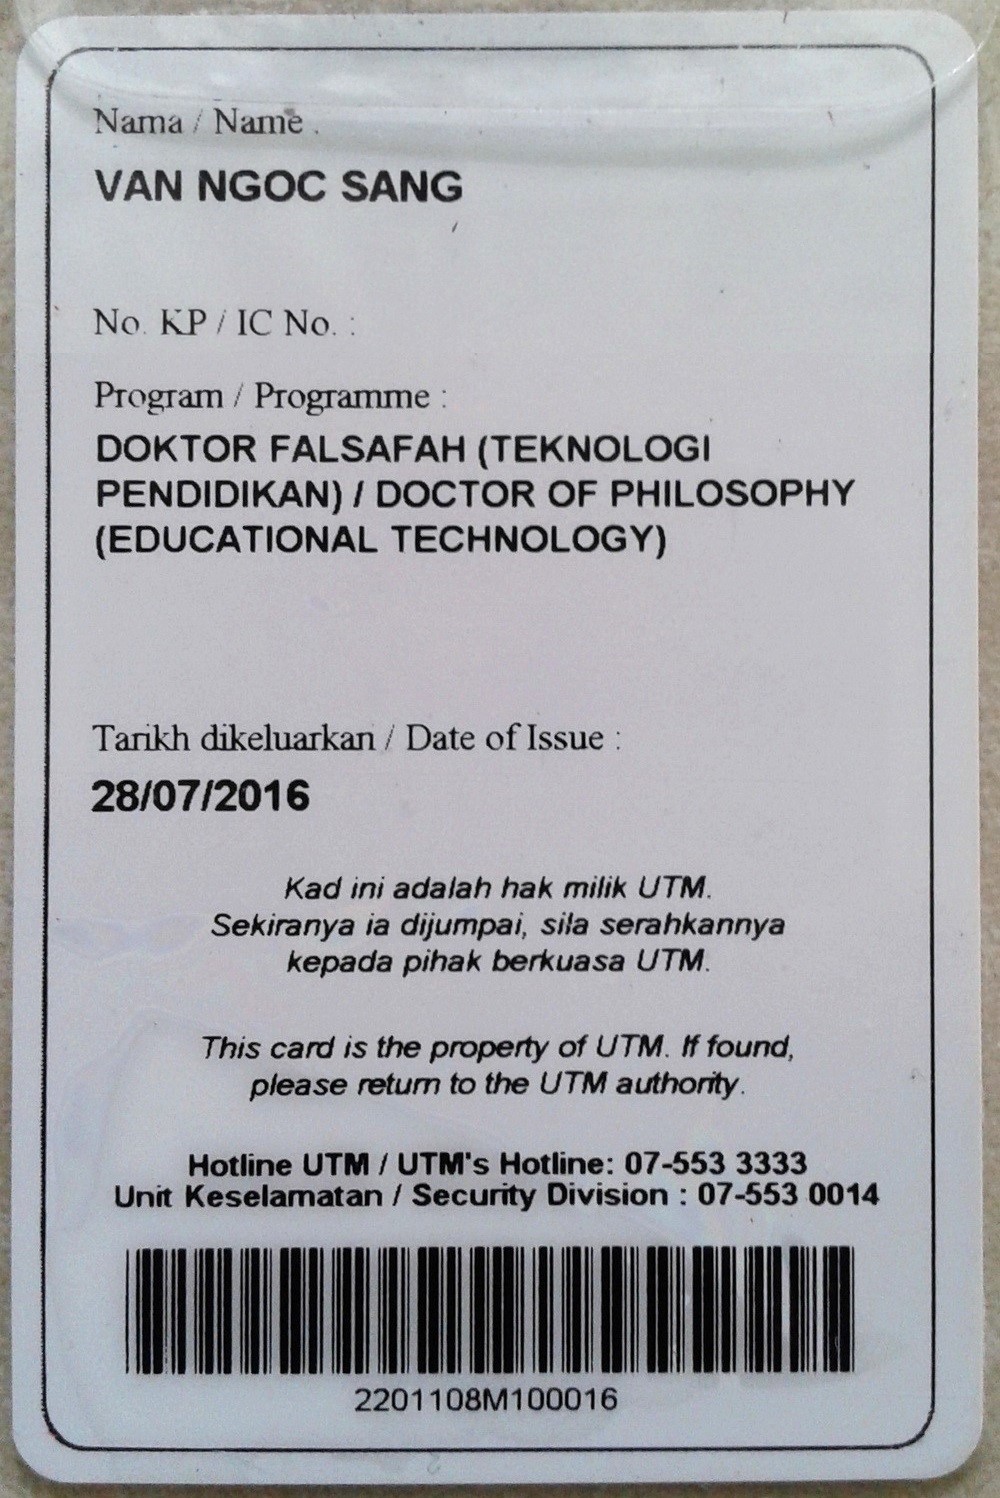 Nama / Name :
VAN NGOC SANG
No. KP / IC No. :
Program / Programme :
DOKTOR FALSAFAH (TEKNOLOGI
PENDIDIKAN) / DOCTOR OF PHILOSOPHY
(EDUCATIONAL TECHNOLOGY)
Tarikh dikeluarkan / Date of Issue :
28/07/2016
Kad ini adalah hak milik UTM.
Sekiranya ia dijumpai, sila serahkannya
kepada pihak berkuasa UTM.
This card is the property of UTM. If found,
please return to the UTM authority.
Hotline UTM / UTM's Hotline: 07-553 3333
Unit Keselamatan / Security Division : 07-553 0014
2201108M100016